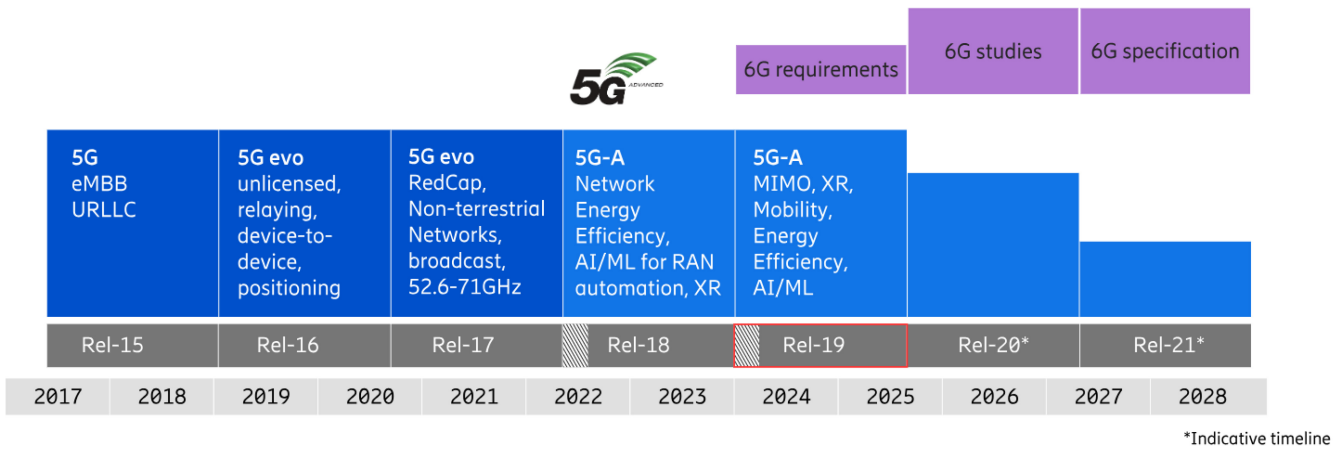 6G requirements
6G studies
6G specification
5G
ADVANCED
5G
eMBB
URLLC
5G evo
unlicensed,
relaying,
device-to-
device,
positioning
5G evo
RedCap,
Non-terrestrial
Networks,
broadcast,
52.6-71GHz
5G-A
Network
Energy
Efficiency,
AI/ML for RAN
automation, XR
5G-A
MIMO, XR,
Mobility,
Energy
Efficiency,
AI/ML
Rel-15
Rel-16
Rel-17
Rel-18
Rel-19
Rel-20*
Rel-21*
2017
2018
2019
2020
2021
2022
2023
2024
2025
2026
2027
2028
*Indicative timeline